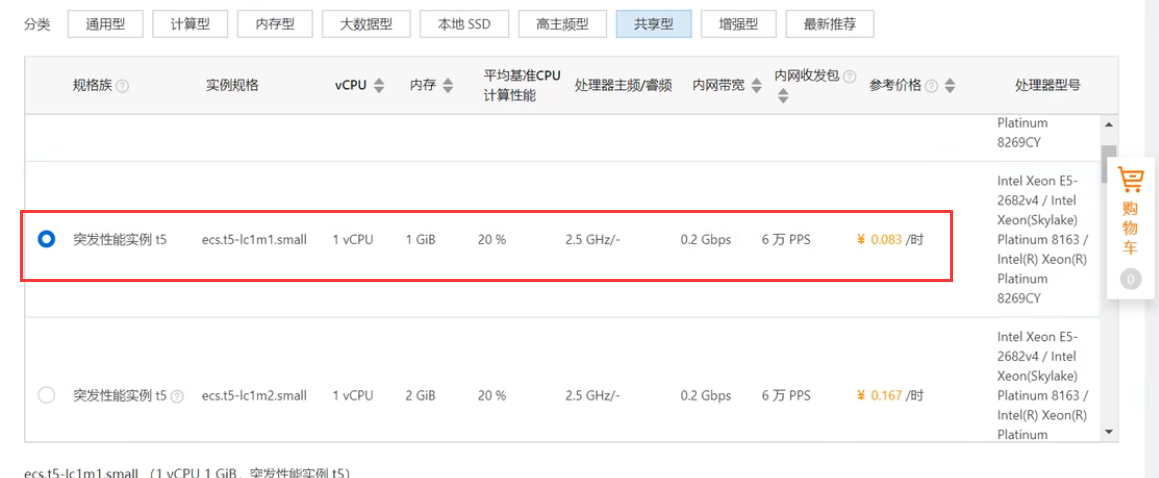 分类 通用型 计算型 内存型 大数据型 本地 SSD 高主频型 共享型 增强型 最新推荐
规格族 实例规格 vCPU 内存 平均基准CPU 计算性能 处理器主频/睿频 内网带宽 内网收发包 参考价格 处理器型号
Platinum
8269CY
突发性能实例 t5 ecs.t5-lc1m1.small 1 vCPU 1 GiB 20 % 2.5 GHz/- 0.2 Gbps 6 万 PPS ¥ 0.083 /时
Intel Xeon E5-
2682v4 / Intel
Xeon(Skylake)
Platinum 8163 /
Intel(R) Xeon(R)
Platinum
8269CY
突发性能实例 t5 ecs.t5-lc1m2.small 1 vCPU 2 GiB 20 % 2.5 GHz/- 0.2 Gbps 6 万 PPS ¥ 0.167 /时
Intel Xeon E5-
2682v4 / Intel
Xeon(Skylake)
Platinum 8163 /
Intel(R) Xeon(R)
Platinum
购
物
车
0
ecs.t5-lc1m1.small （1 vCPU 1 GiB，突发性能实例 t5）